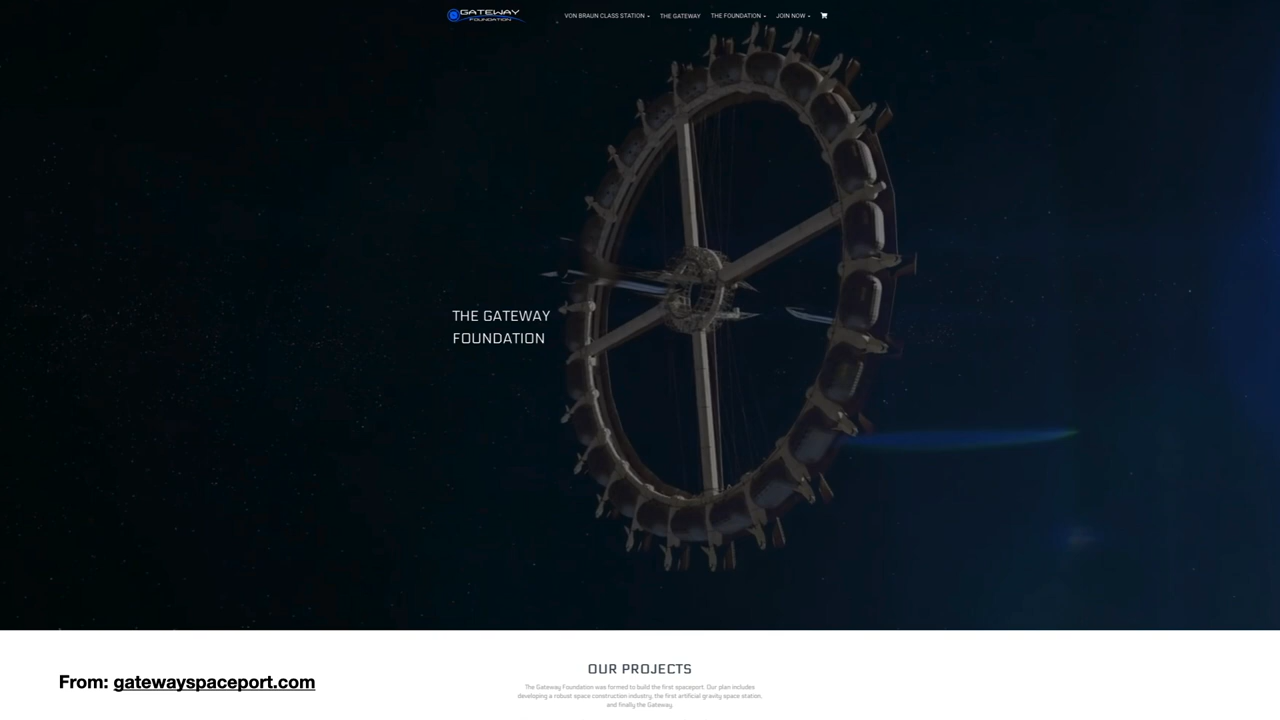 GATEWAY
FOUNDATION
VON BRAUN CLASS STATION
THE GATEWAY
THE FOUNDATION
JOIN NOW
THE GATEWAY
FOUNDATION
OUR PROJECTS
The Gateway Foundation was formed to build the first spaceport. Our plan includes
developing a robust space construction industry, the first artificial gravity space station,
and finally the Gateway.
From: gatewayspaceport.com